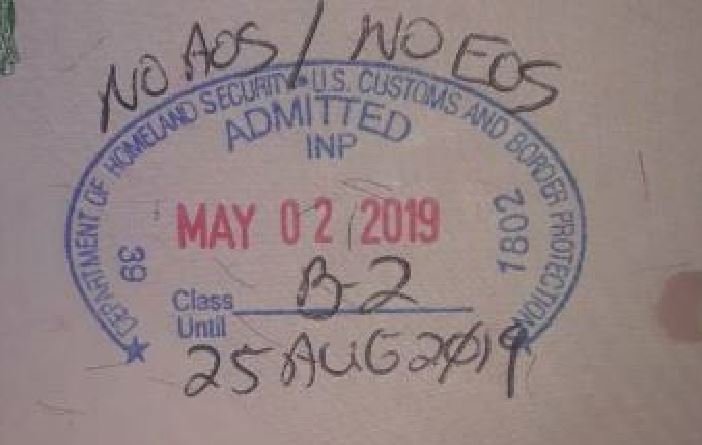 NO AOS / NO EOS
DEPARTMENT OF HOMELAND SECURITY • U.S. CUSTOMS AND BORDER PROTECTION
ADMITTED
INP
MAY 02 2019
39
1802
Class B-2
Until
25 AUG 2019